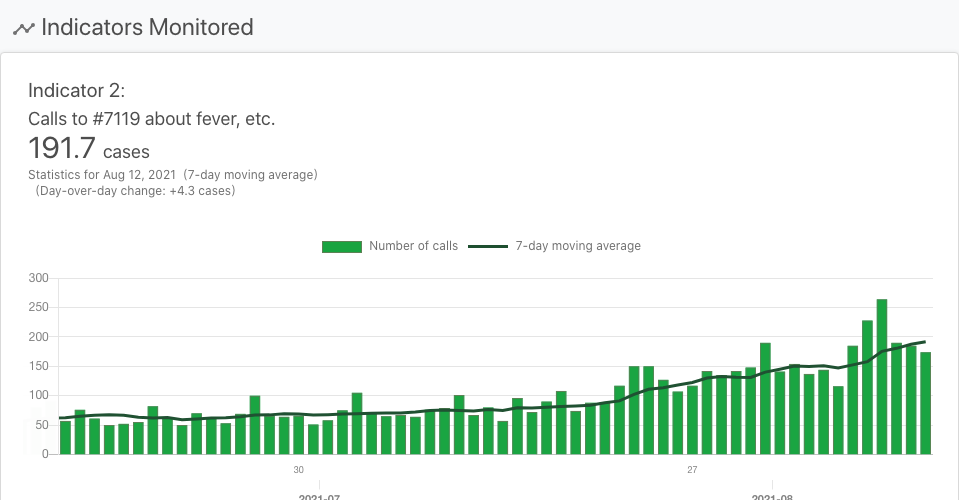 Indicators Monitored
Indicator 2:
Calls to #7119 about fever, etc.
191.7 cases
Statistics for Aug 12, 2021 (7-day moving average)
(Day-over-day change: +4.3 cases)
Number of calls 7-day moving average
300
250
200
150
100
50
0
30 27
2021-07 2021-08